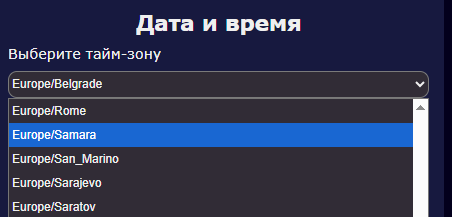 Дата и время
Выберите тайм-зону
Europe/Belgrade
Europe/Rome
Europe/Samara
Europe/San_Marino
Europe/Sarajevo
Europe/Saratov